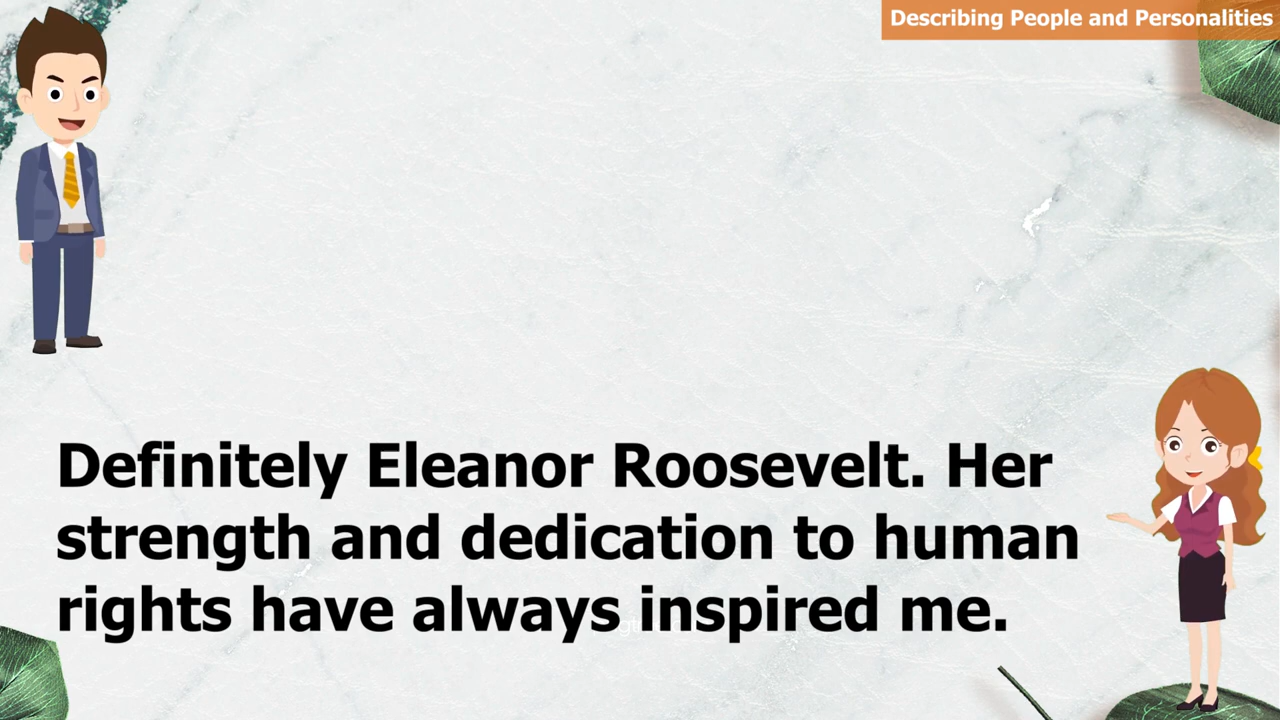 Describing People and Personalities
Definitely Eleanor Roosevelt. Her
strength and dedication to human
rights have always inspired me.